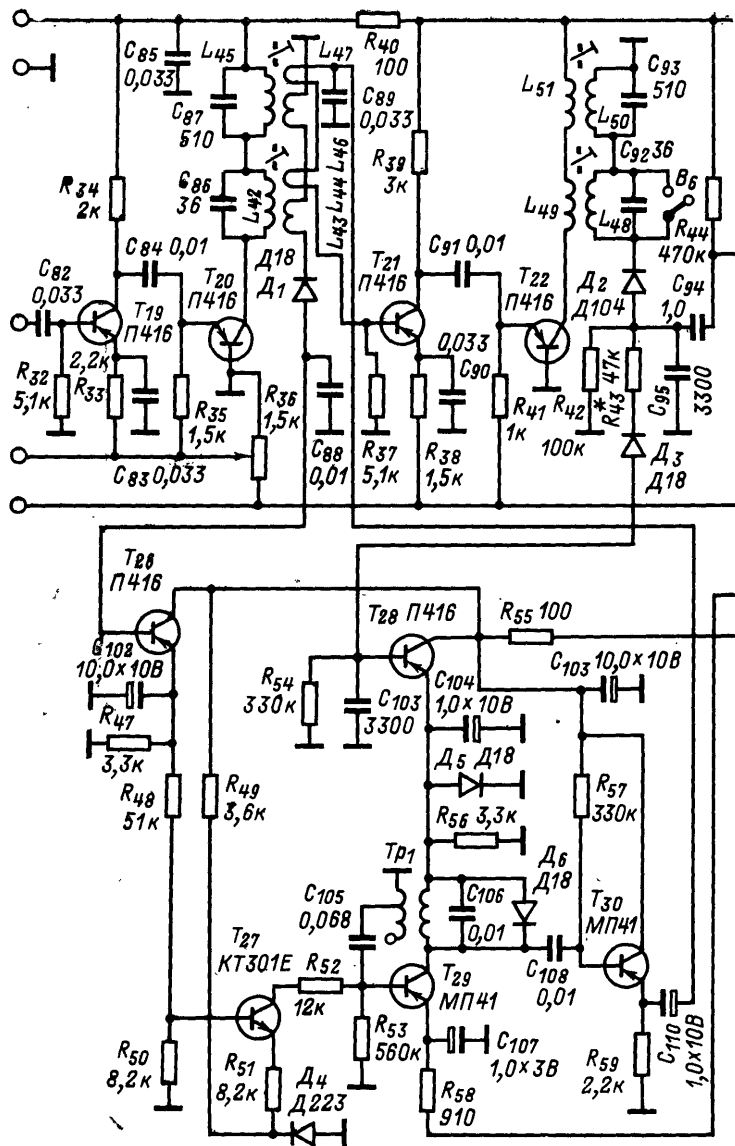 C85
0,033
L45
L47
R40
100
C93
510
C87
510
C89
0,033
L51
L50
R39
3к
C92 36
R34
2к
C86
36
L42
L43 L44 L46
В6
L49
L48
R44
470к
C84 0,01
C82
0,033
T20
П416
Д18
Д1
T21
П416
C91 0,01
T22
П416
Д2
Д104
C94
1,0
T19
П416
2,2к
R33
R32
5,1к
0,033
C90
47к
R43
*
C95
3300
R35
1,5к
R36
1,5к
C88
0,01
R37
5,1к
R38
1,5к
R41
1к
R42
100к
C83 0,033
Д3
Д18
T26
П416
T28 П416
R55 100
C102
10,0×10В
R54
330к
C103
3300
C104
1,0×10В
C103 10,0×10В
R47
3,3к
Д5 Д18
R48
51к
R49
3,6к
R56 3,3к
R57
330к
Тр1
Д6
Д18
C105
0,068
C106
0,01
T30
МП41
T27
КТ301Е
R52
12к
T29
МП41
C108
0,01
R50
8,2к
R51
8,2к
R53
560к
C107
1,0×3В
R59
2,2к
C110
1,0×10В
Д4
Д223
R58
910